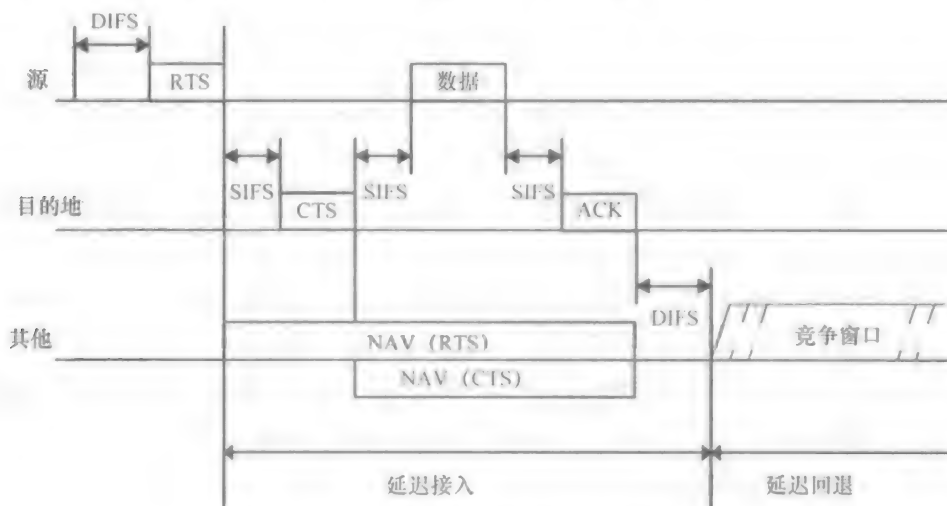 DIFS
源
RTS
数据
SIFS
SIFS
SIFS
目的地
CTS
ACK
DIFS
其他
NAV (RTS)
竞争窗口
NAV (CTS)
延迟接入
延迟回退